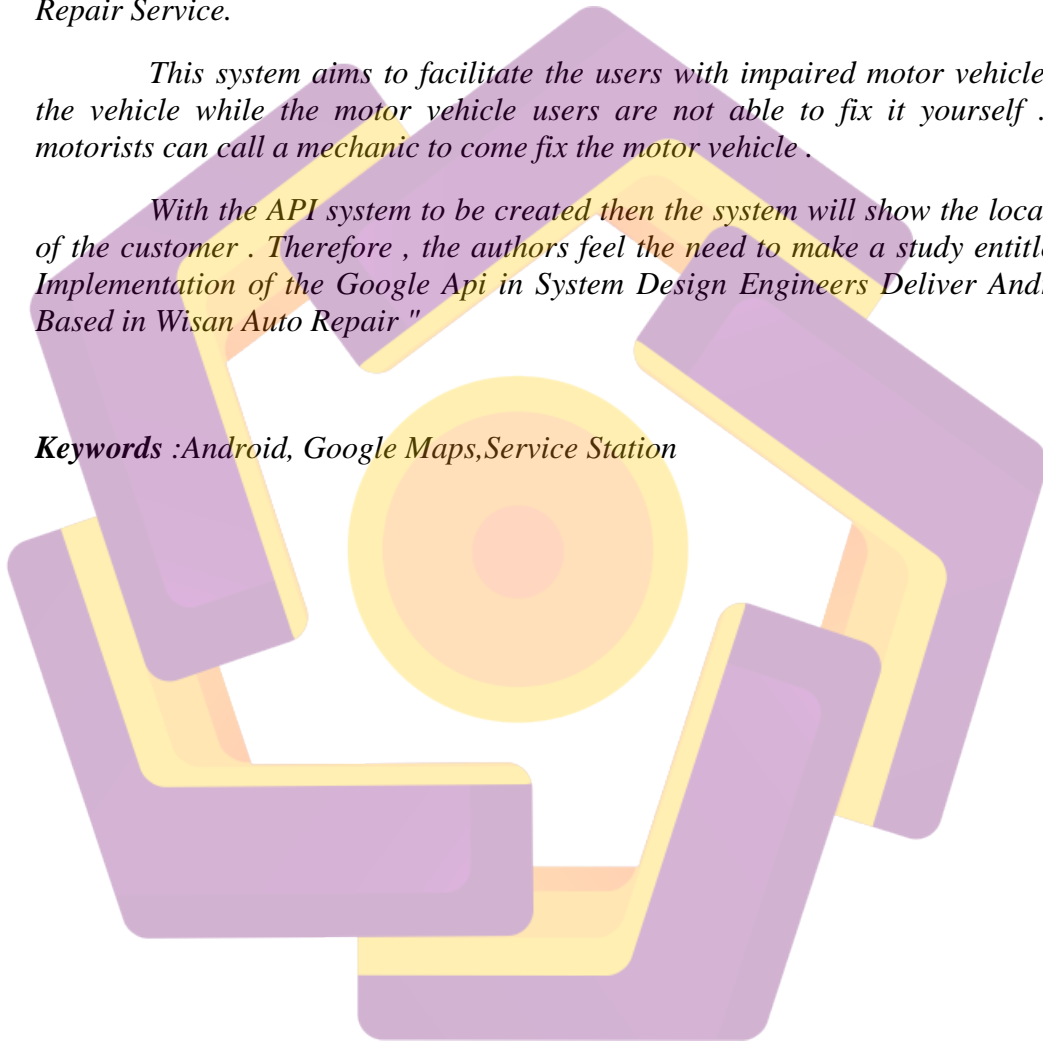 Repair Service.
This system aims to facilitate the users with impaired motor vehicle
the vehicle while the motor vehicle users are not able to fix it yourself .
motorists can call a mechanic to come fix the motor vehicle .
With the API system to be created then the system will show the loca
of the customer . Therefore , the authors feel the need to make a study entitl
Implementation of the Google Api in System Design Engineers Deliver And
Based in Wisan Auto Repair "
Keywords :Android, Google Maps,Service Station